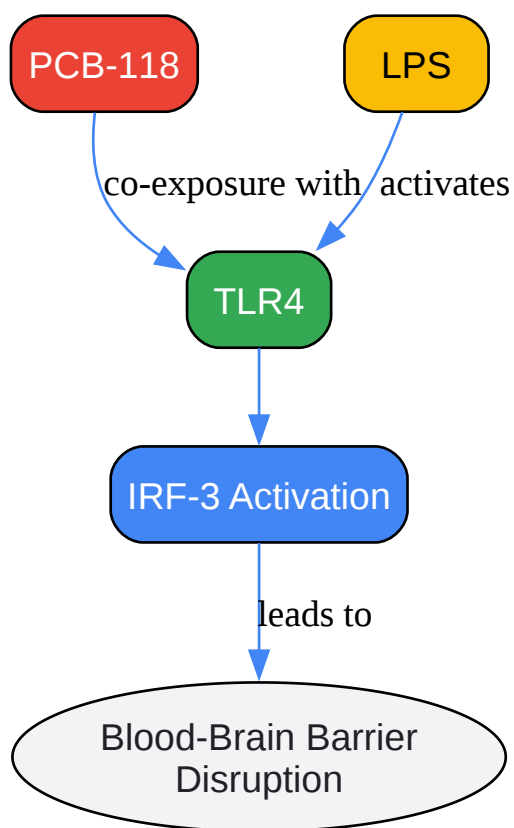 PCB-118
LPS
co-exposure with
activates
TLR4
IRF-3 Activation
leads to
Blood-Brain Barrier
Disruption